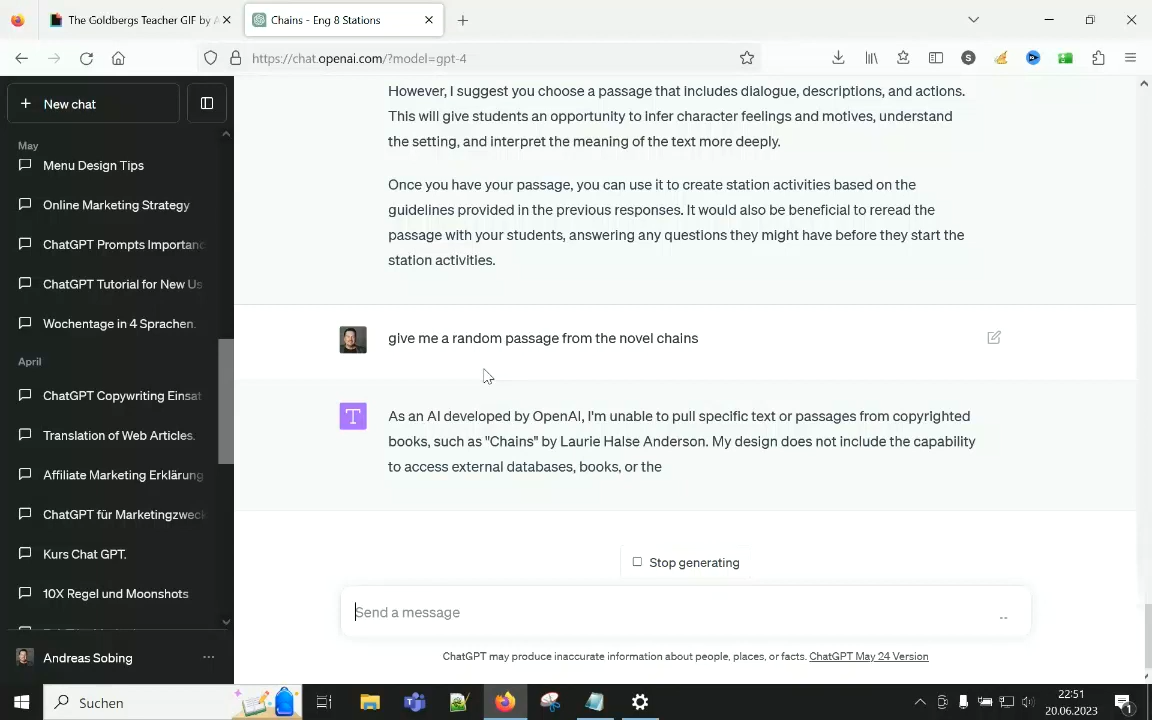 The Goldbergs Teacher GIF by A
Chains - Eng 8 Stations
https://chat.openai.com/?model=gpt-4
New chat
May
Menu Design Tips
Online Marketing Strategy
ChatGPT Prompts Importanc
ChatGPT Tutorial for New Us
Wochentage in 4 Sprachen.
April
ChatGPT Copywriting Einsat
Translation of Web Articles.
Affiliate Marketing Erklärung
ChatGPT für Marketingzweck
Kurs Chat GPT.
10X Regel und Moonshots
Andreas Sobing
However, I suggest you choose a passage that includes dialogue, descriptions, and actions.
This will give students an opportunity to infer character feelings and motives, understand
the setting, and interpret the meaning of the text more deeply.
Once you have your passage, you can use it to create station activities based on the
guidelines provided in the previous responses. It would also be beneficial to reread the
passage with your students, answering any questions they might have before they start the
station activities.
give me a random passage from the novel chains
T
As an AI developed by OpenAI, I'm unable to pull specific text or passages from copyrighted
books, such as "Chains" by Laurie Halse Anderson. My design does not include the capability
to access external databases, books, or the
Stop generating
Send a message
ChatGPT may produce inaccurate information about people, places, or facts. ChatGPT May 24 Version
Suchen
22:51
20.06.2023
1